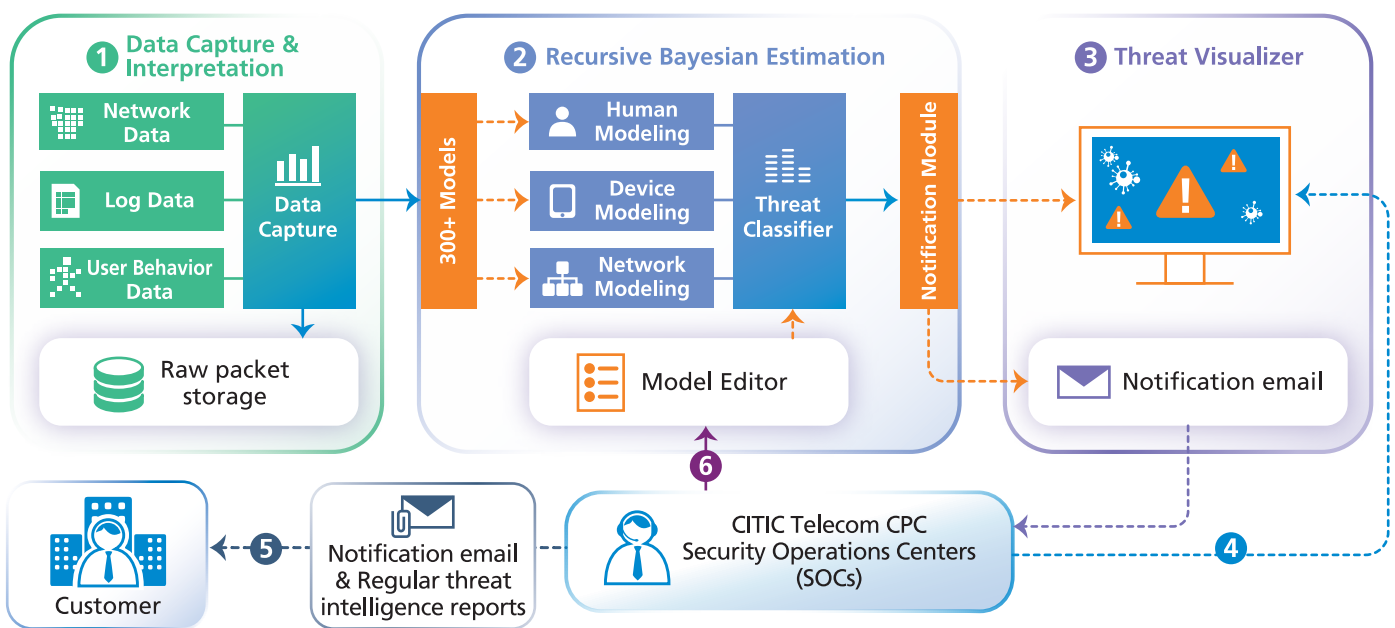 1 Data Capture &
Interpretation
Network
Data
Log Data
User Behavior
Data
Data
Capture
Raw packet
storage
2 Recursive Bayesian Estimation
300+ Models
Human
Modeling
Device
Modeling
Network
Modeling
Threat
Classifier
Notification Module
Model Editor
3 Threat Visualizer
!
!
!
Notification email
6
4
CITIC Telecom CPC
Security Operations Centers
(SOCs)
Notification email
& Regular threat
intelligence reports
5
Customer